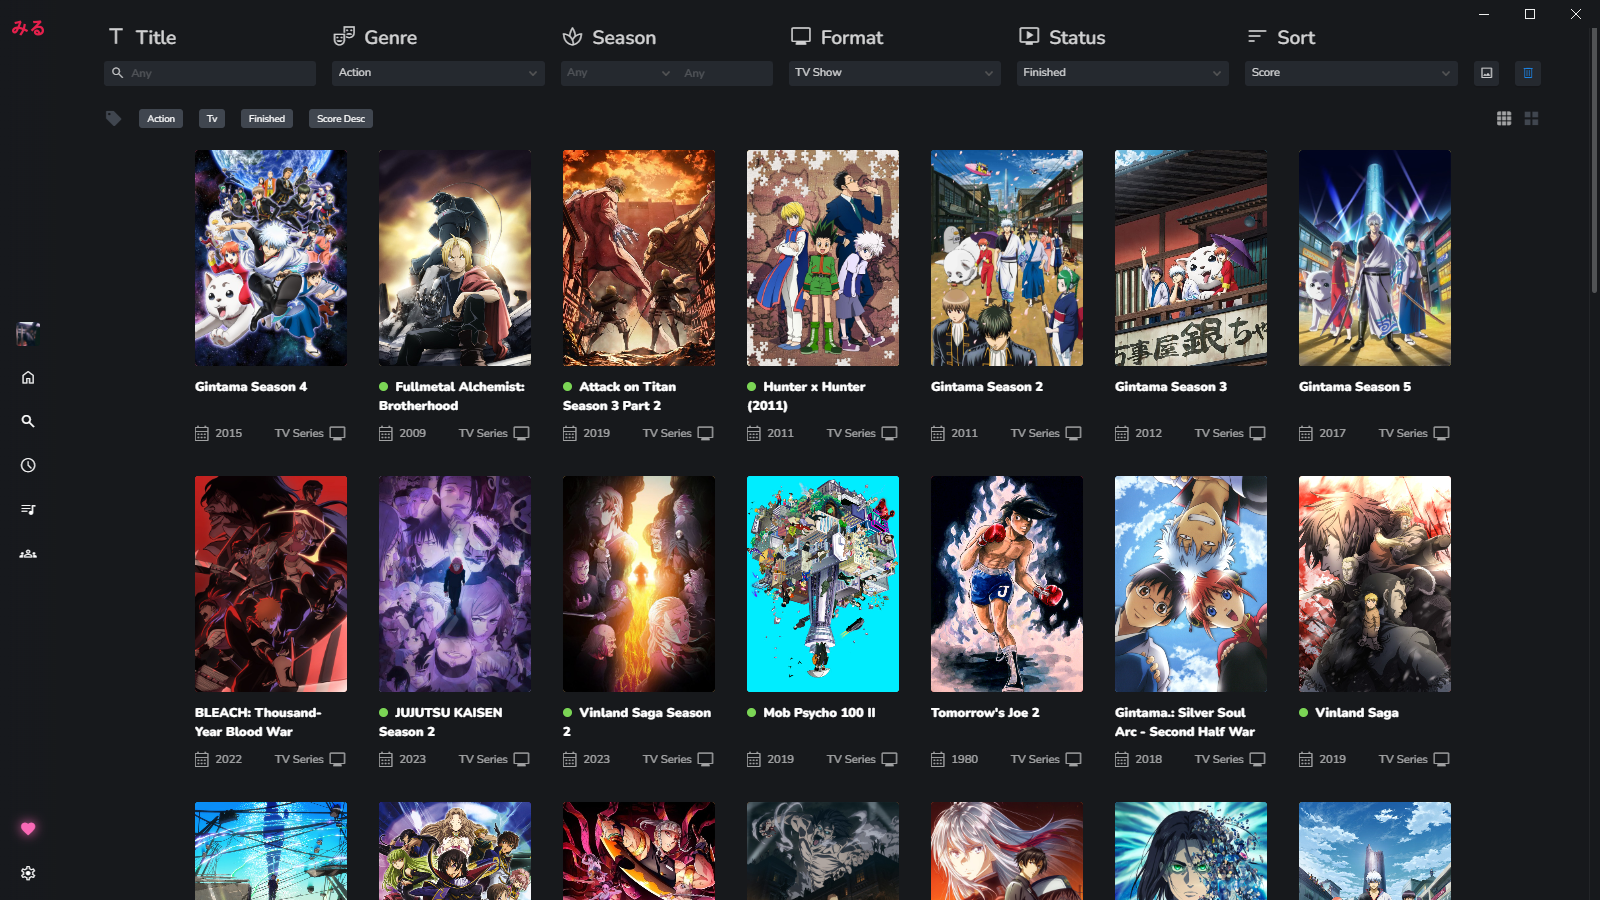 みる
Title
Genre
Season
Format
Status
Sort
Any
Action
Any
Any
TV Show
Finished
Score
Action
Tv
Finished
Score Desc
万事屋銀ちゃ
Gintama Season 4
2015 TV Series
Fullmetal Alchemist:
Brotherhood
2009 TV Series
Attack on Titan
Season 3 Part 2
2019 TV Series
Hunter x Hunter
(2011)
2011 TV Series
Gintama Season 2
2011 TV Series
Gintama Season 3
2012 TV Series
Gintama Season 5
2017 TV Series
J
BLEACH: Thousand-
Year Blood War
2022 TV Series
JUJUTSU KAISEN
Season 2
2023 TV Series
Vinland Saga Season
2
2023 TV Series
Mob Psycho 100 II
2019 TV Series
Tomorrow's Joe 2
1980 TV Series
Gintama.: Silver Soul
Arc - Second Half War
2018 TV Series
Vinland Saga
2019 TV Series